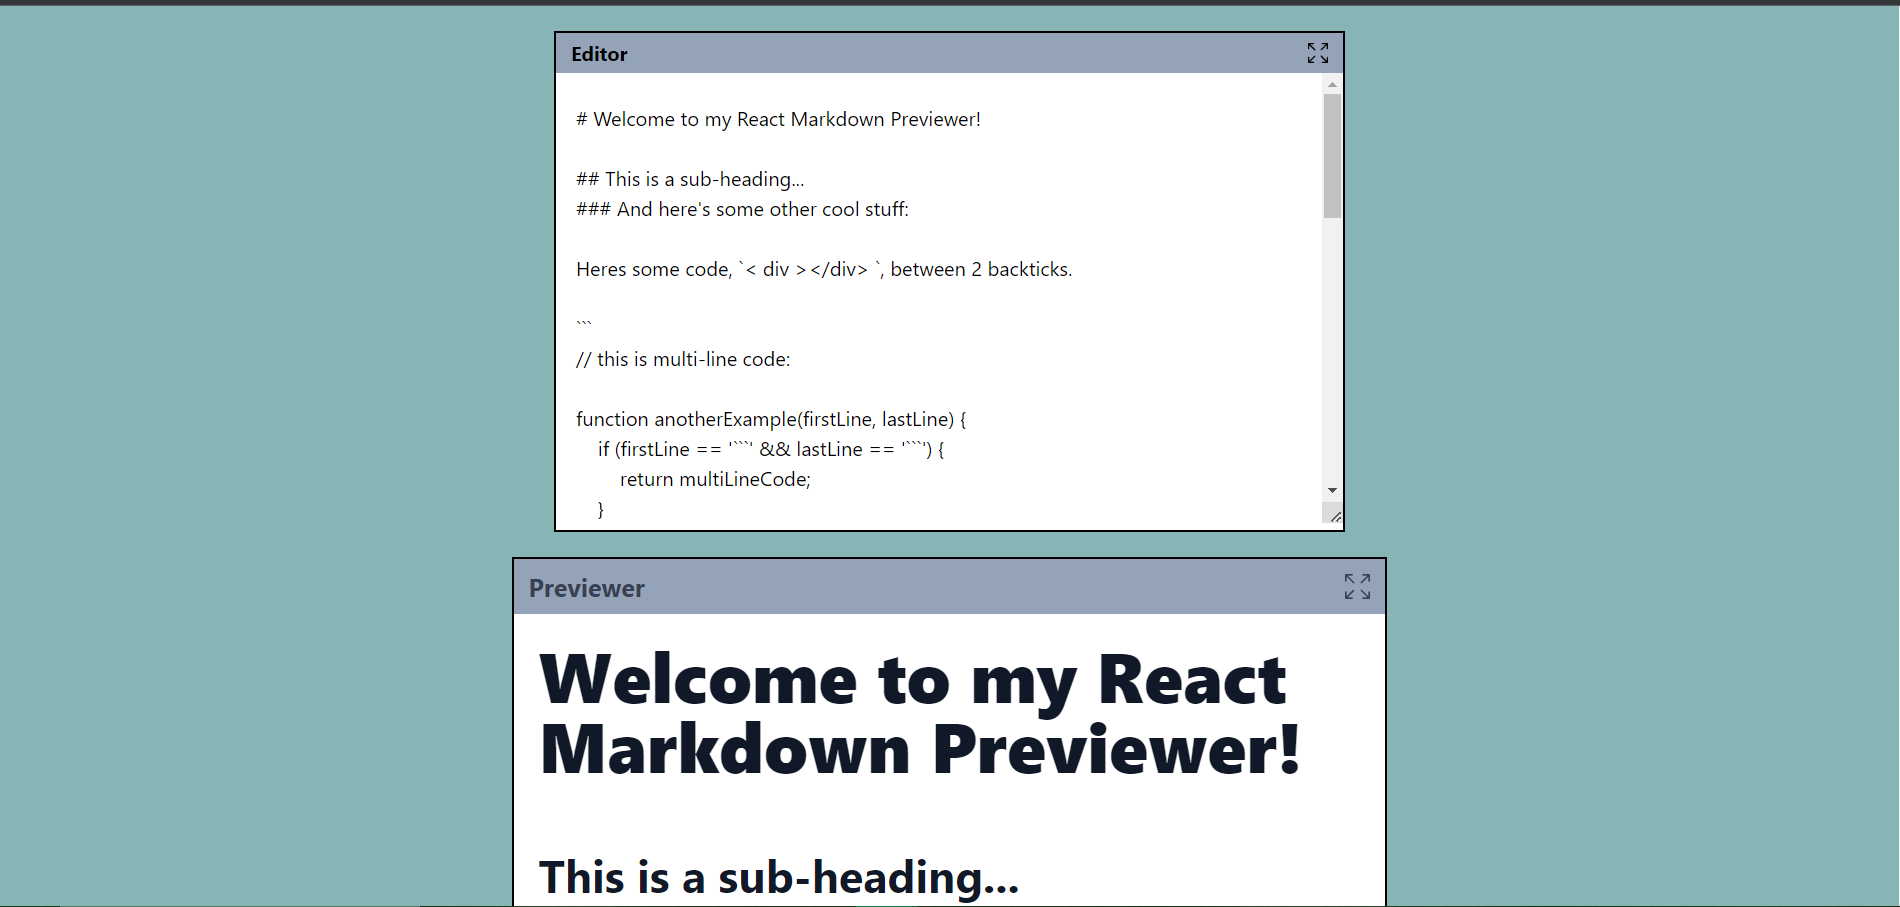 Editor
# Welcome to my React Markdown Previewer!
## This is a sub-heading...
### And here's some other cool stuff:
Heres some code, `< div ></div> `, between 2 backticks.
```
// this is multi-line code:
function anotherExample(firstLine, lastLine) {
if (firstLine == '```' && lastLine == '```') {
return multiLineCode;
}
Previewer
Welcome to my React
Markdown Previewer!
This is a sub-heading...